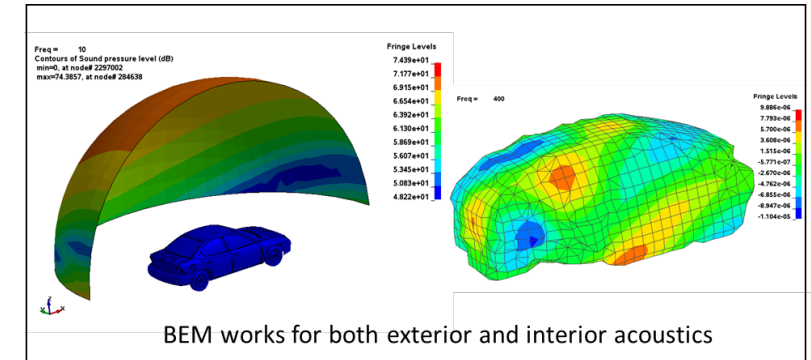 Freq = 10
Contours of Sound pressure level (dB)
min=0, at node# 2297002
max=74.3857, at node# 284638
Fringe Levels
7.439e+01
7.177e+01
6.915e+01
6.654e+01
6.392e+01
6.130e+01
5.869e+01
5.607e+01
5.345e+01
5.083e+01
4.822e+01
Freq = 400
Fringe Levels
9.886e-06
7.793e-06
5.700e-06
3.608e-06
1.515e-06
-5.771e-07
-2.670e-06
-4.762e-06
-6.855e-06
-8.947e-06
-1.104e-05
BEM works for both exterior and interior acoustics